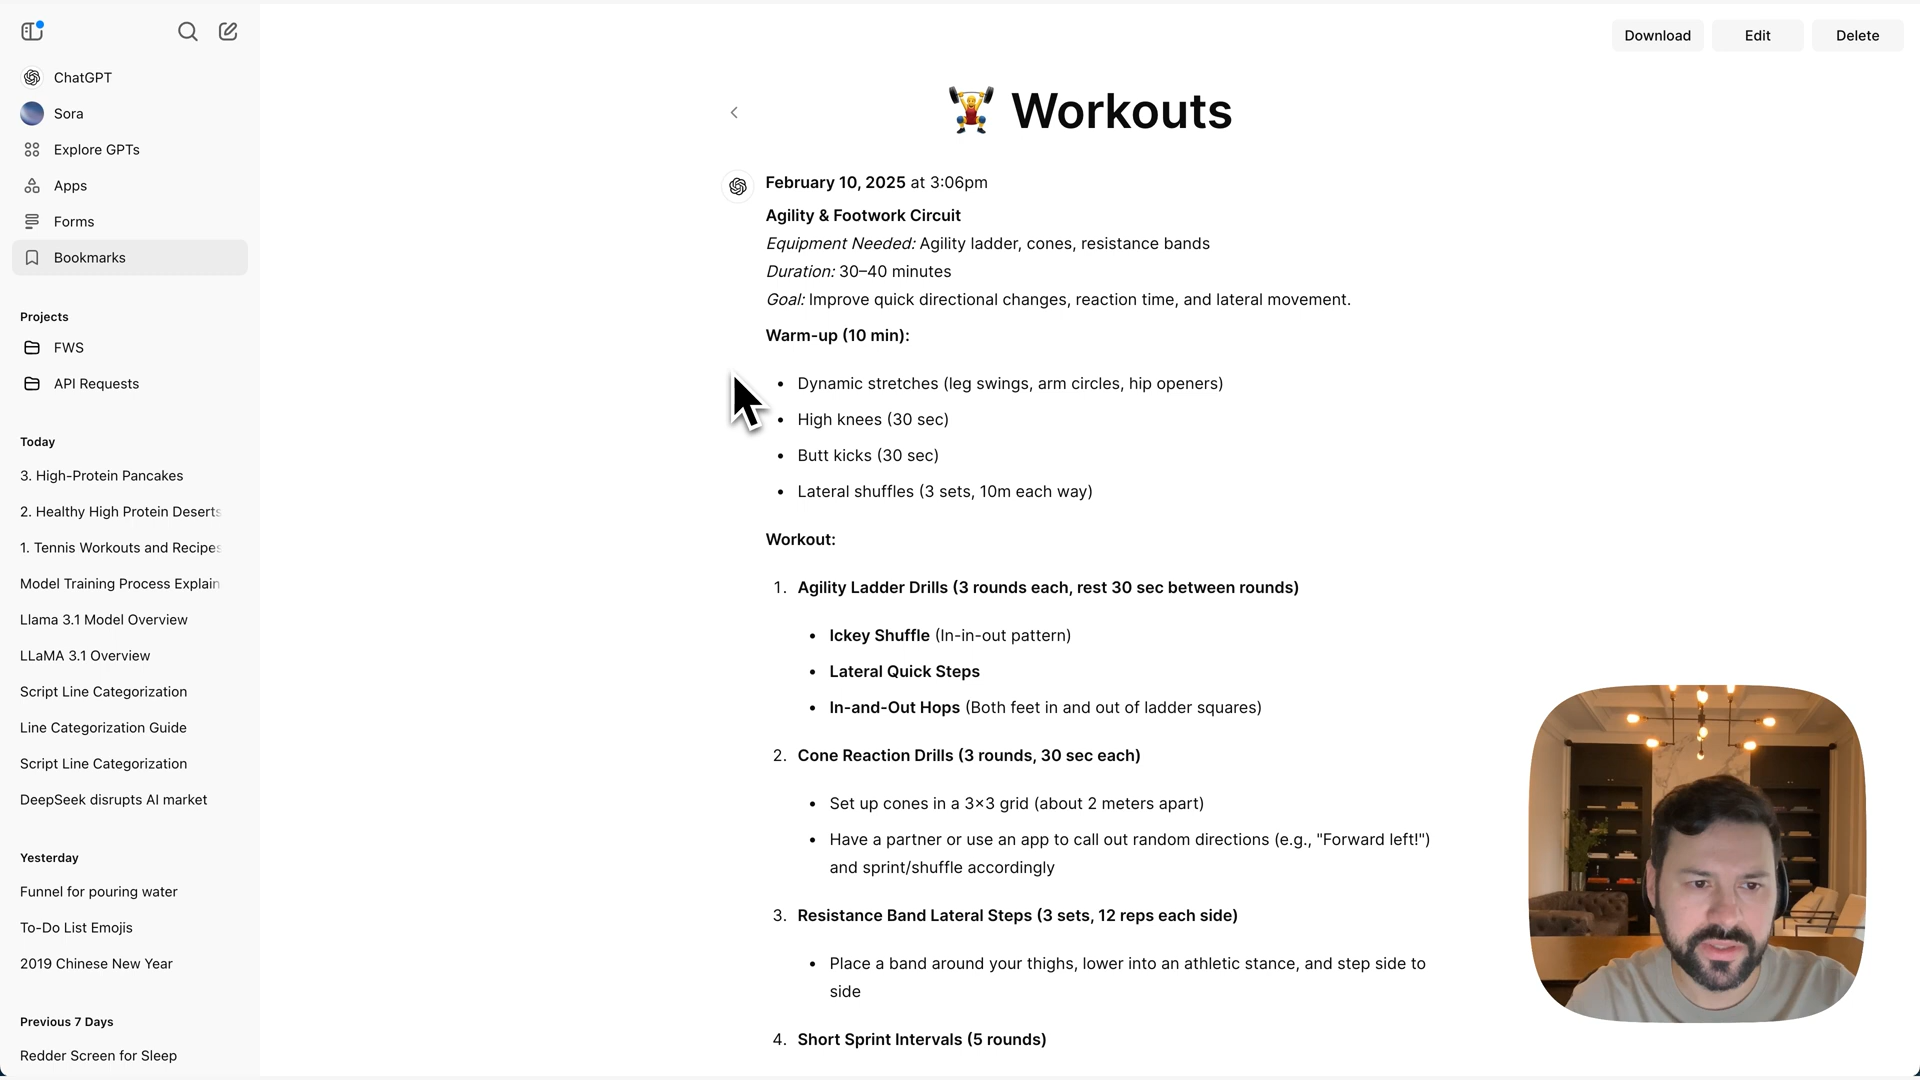 Download
Edit
Delete
ChatGPT
Sora
Explore GPTs
Apps
Forms
Bookmarks
Projects
FWS
API Requests
Today
3. High-Protein Pancakes
2. Healthy High Protein Deserts
1. Tennis Workouts and Recipes
Model Training Process Explain
Llama 3.1 Model Overview
LLaMA 3.1 Overview
Script Line Categorization
Line Categorization Guide
Script Line Categorization
DeepSeek disrupts AI market
Yesterday
Funnel for pouring water
To-Do List Emojis
2019 Chinese New Year
Previous 7 Days
Redder Screen for Sleep
🏋️ Workouts
February 10, 2025 at 3:06pm
Agility & Footwork Circuit
Equipment Needed: Agility ladder, cones, resistance bands
Duration: 30–40 minutes
Goal: Improve quick directional changes, reaction time, and lateral movement.
Warm-up (10 min):
• Dynamic stretches (leg swings, arm circles, hip openers)
• High knees (30 sec)
• Butt kicks (30 sec)
• Lateral shuffles (3 sets, 10m each way)
Workout:
1. Agility Ladder Drills (3 rounds each, rest 30 sec between rounds)
• Ickey Shuffle (In-in-out pattern)
• Lateral Quick Steps
• In-and-Out Hops (Both feet in and out of ladder squares)
2. Cone Reaction Drills (3 rounds, 30 sec each)
• Set up cones in a 3×3 grid (about 2 meters apart)
• Have a partner or use an app to call out random directions (e.g., "Forward left!")
and sprint/shuffle accordingly
3. Resistance Band Lateral Steps (3 sets, 12 reps each side)
• Place a band around your thighs, lower into an athletic stance, and step side to
side
4. Short Sprint Intervals (5 rounds)